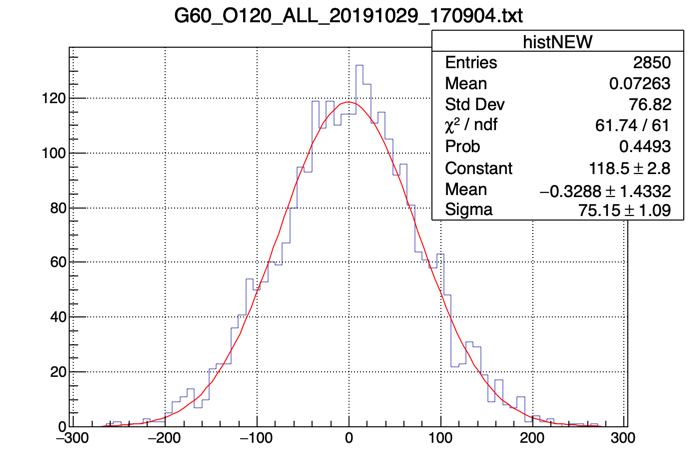 G60_O120_ALL_20191029_170904.txt
histNEW
Entries 2850
Mean 0.07263
Std Dev 76.82
χ² / ndf 61.74 / 61
Prob 0.4493
Constant 118.5 ± 2.8
Mean −0.3288 ± 1.4332
Sigma 75.15 ± 1.09
120
100
80
60
40
20
0
−300 −200 −100 0 100 200 300